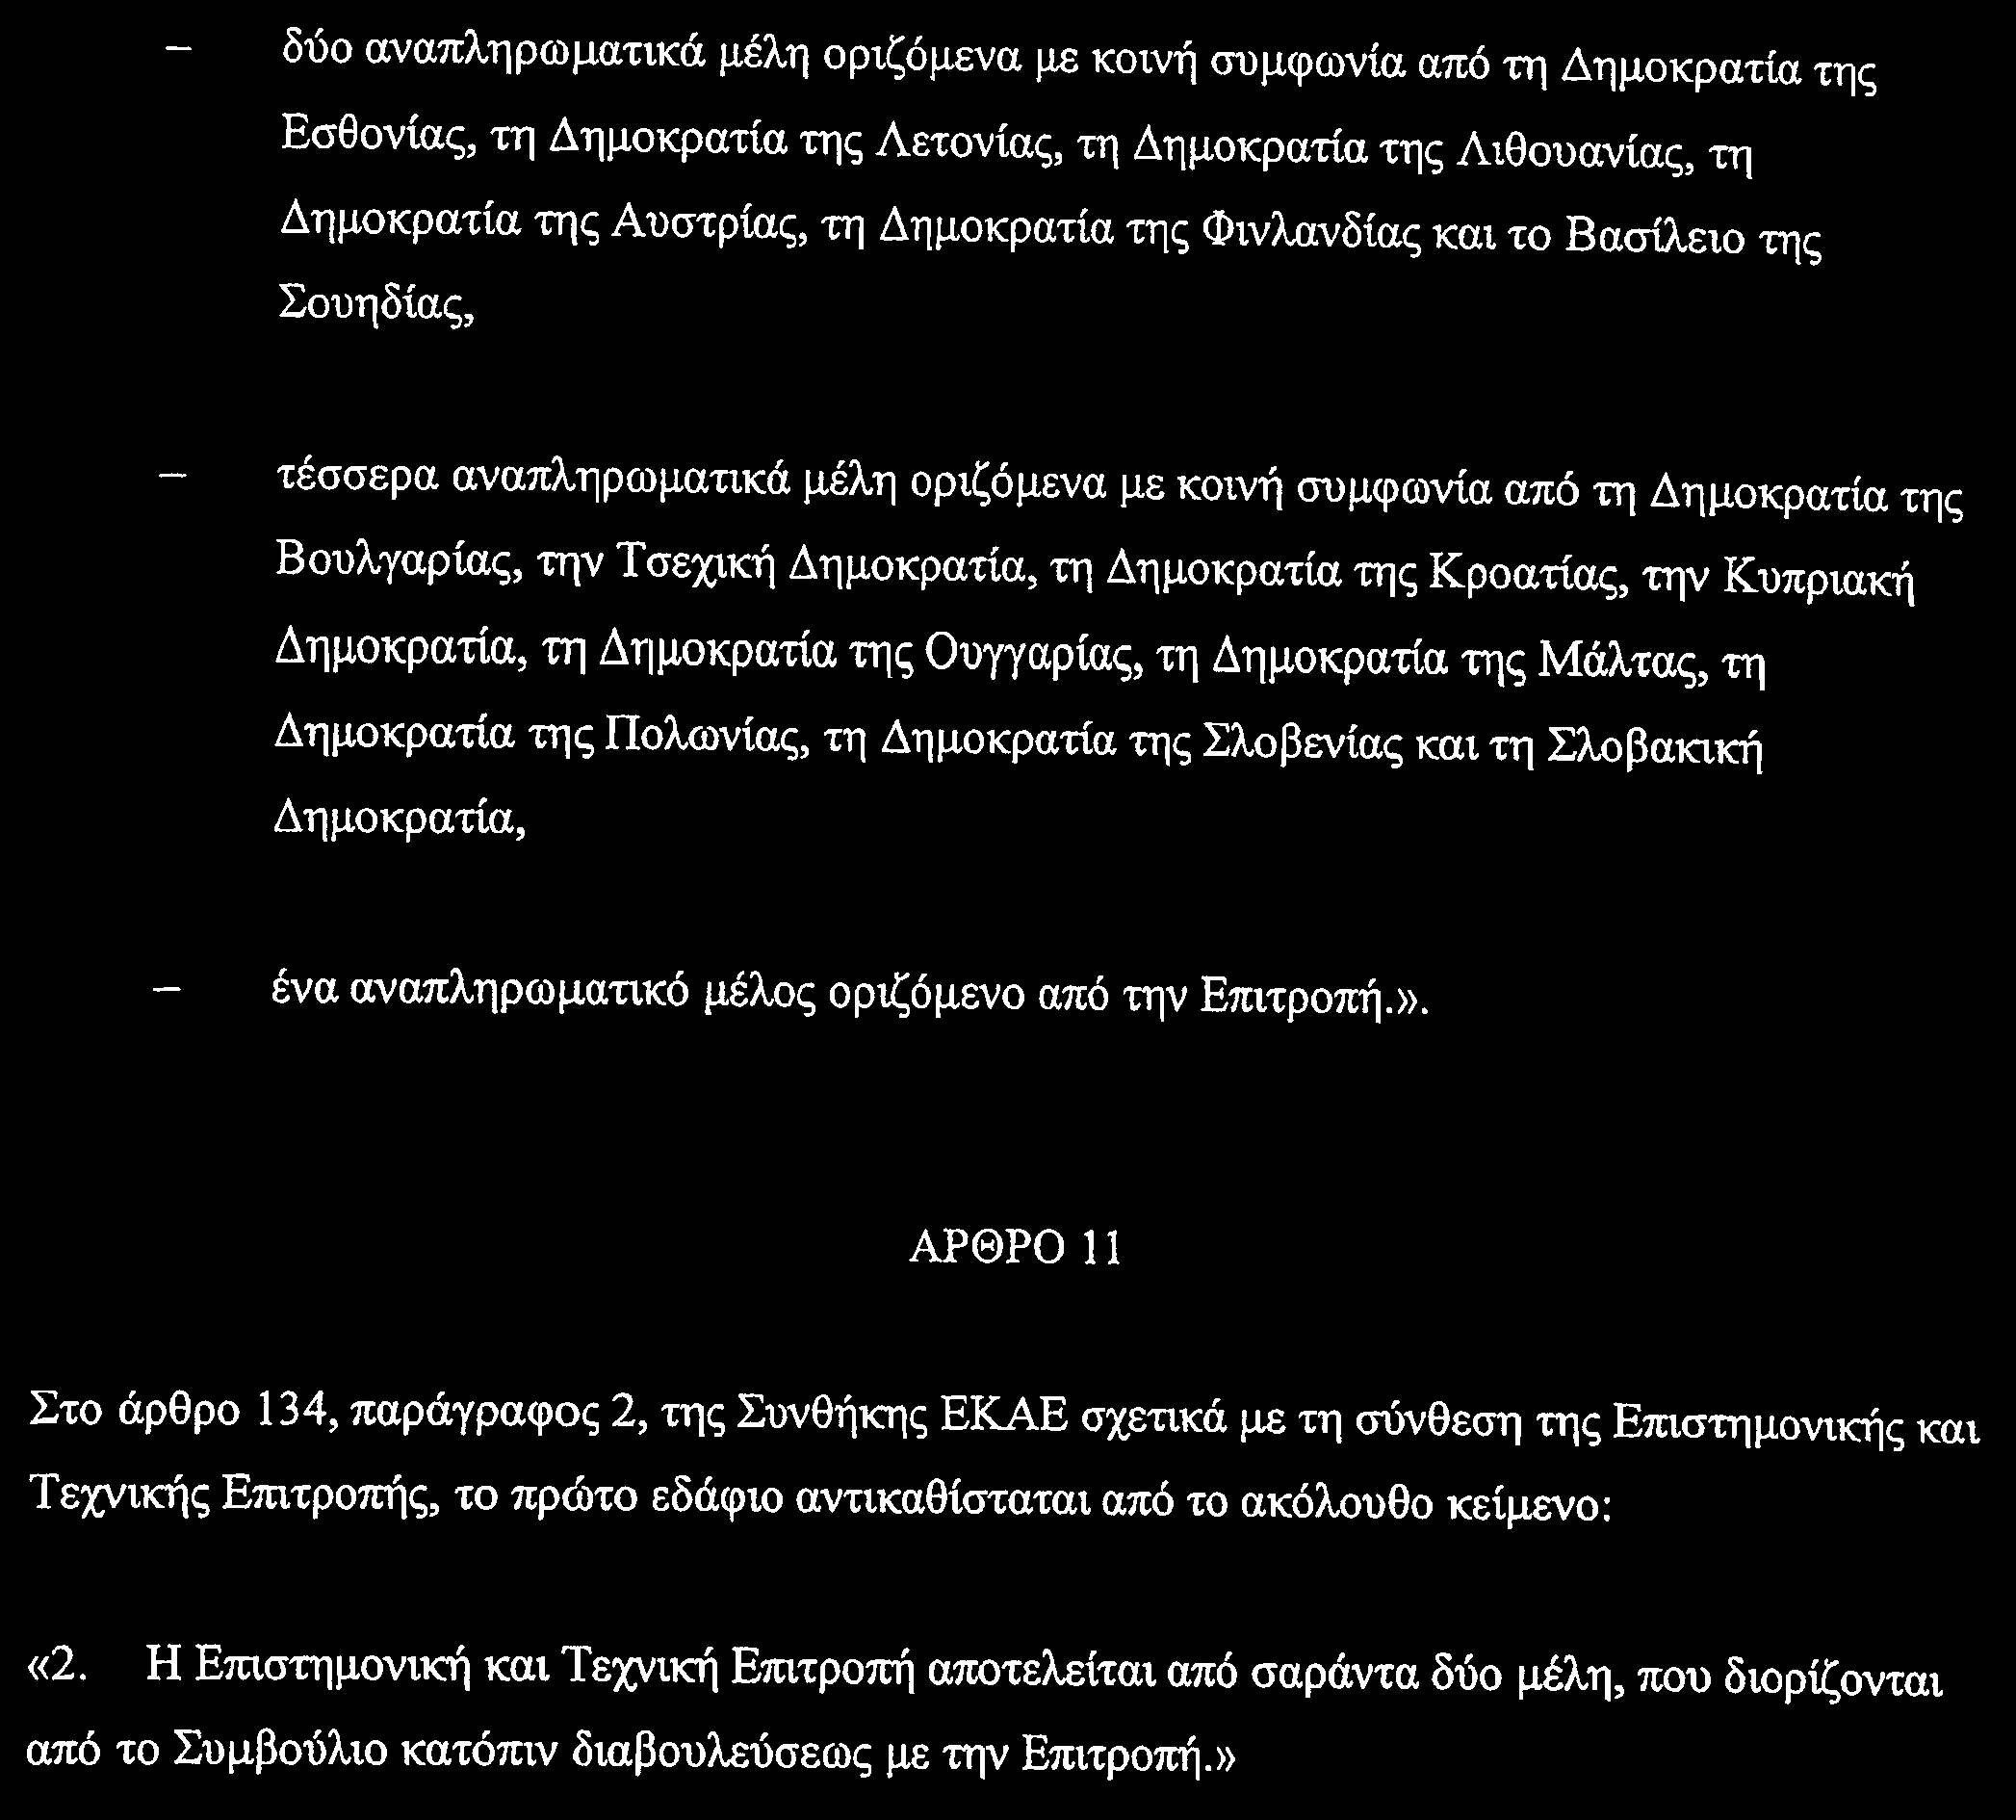 – δύο αναπληρωματικά μέλη οριζόμενα με κοινή συμφωνία από τη Δημοκρατία της
Εσθονίας, τη Δημοκρατία της Λετονίας, τη Δημοκρατία της Λιθουανίας, τη
Δημοκρατία της Αυστρίας, τη Δημοκρατία της Φινλανδίας και το Βασίλειο της
Σουηδίας,
– τέσσερα αναπληρωματικά μέλη οριζόμενα με κοινή συμφωνία από τη Δημοκρατία της
Βουλγαρίας, την Τσεχική Δημοκρατία, τη Δημοκρατία της Κροατίας, την Κυπριακή
Δημοκρατία, τη Δημοκρατία της Ουγγαρίας, τη Δημοκρατία της Μάλτας, τη
Δημοκρατία της Πολωνίας, τη Δημοκρατία της Σλοβενίας και τη Σλοβακική
Δημοκρατία,
– ένα αναπληρωματικό μέλος οριζόμενο από την Επιτροπή.».
ΑΡΘΡΟ 11
Στο άρθρο 134, παράγραφος 2, της Συνθήκης ΕΚΑΕ σχετικά με τη σύνθεση της Επιστημονικής και
Τεχνικής Επιτροπής, το πρώτο εδάφιο αντικαθίσταται από το ακόλουθο κείμενο:
«2. Η Επιστημονική και Τεχνική Επιτροπή αποτελείται από σαράντα δύο μέλη, που διορίζονται
από το Συμβούλιο κατόπιν διαβουλεύσεως με την Επιτροπή.»